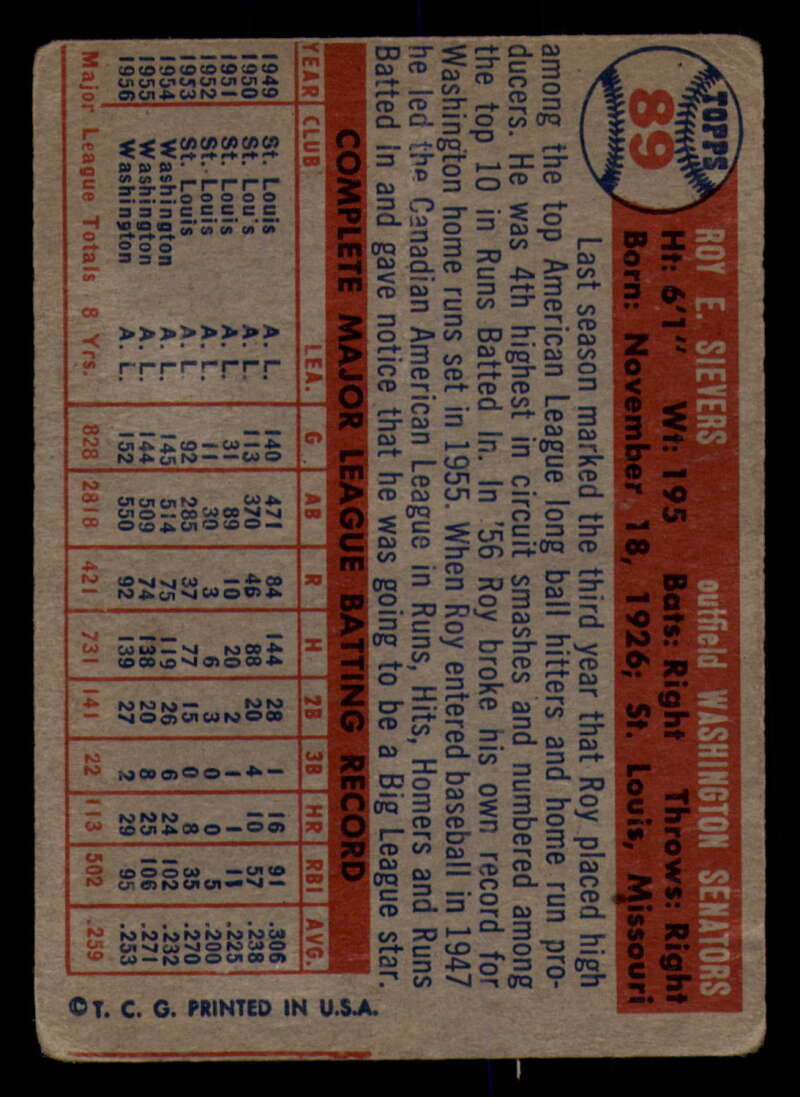 TOPPS
89
ROY E. SIEVERS outfield WASHINGTON SENATORS
Ht: 6'1" Wt: 195 Bats: Right Throws: Right
Born: November 18, 1926; St. Louis, Missouri
Last season marked the third year that Roy placed high
among the top American League long ball hitters and home run pro-
ducers. He was 4th highest in circuit smashes and numbered among
the top 10 in Runs Batted In. In '56 Roy broke his own record for
Washington home runs set in 1955. When Roy entered baseball in 1947
he led the Canadian American League in Runs, Hits, Homers and Runs
Batted In and gave notice that he was going to be a Big League star.
COMPLETE MAJOR LEAGUE BATTING RECORD
YEAR CLUB LEA. G AB R H 2B 3B HR RBI AVG.
1949 St. Louis A. L. 140 471 84 144 28 1 16 91 .306
1950 St. Lou's A. L. 113 370 46 88 20 4 10 57 .238
1951 St. Louis A. L. 31 89 10 20 2 1 1 11 .225
1952 St. Louis A. L. 11 30 3 6 3 0 0 5 .200
1953 St. Louis A. L. 92 285 37 77 15 0 8 35 .270
1954 Washington A. L. 145 514 75 119 26 6 24 102 .232
1955 Washington A. L. 144 509 74 138 20 8 25 106 .271
1956 Washington A. L. 152 550 92 139 27 2 29 95 .253
Major League Totals 8 Yrs. 828 2818 421 731 141 22 113 502 .259
© T. C. G. PRINTED IN U.S.A.